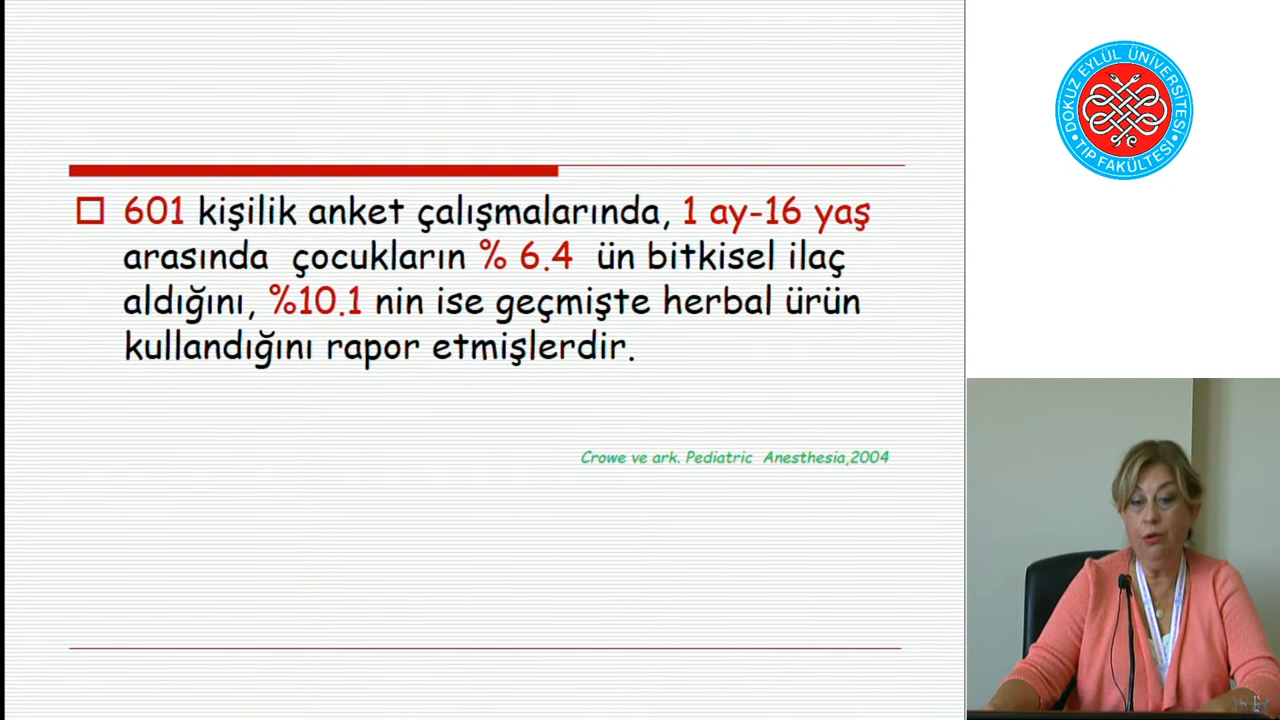 601 kişilik anket çalışmalarında, 1 ay-16 yaş
arasında çocukların % 6.4 ün bitkisel ilaç
aldığını, %10.1 nin ise geçmişte herbal ürün
kullandığını rapor etmişlerdir.
Crowe ve ark. Pediatric Anesthesia,2004
DOKUZ EYLÜL ÜNİVERSİTESİ
• TIP FAKÜLTESİ •